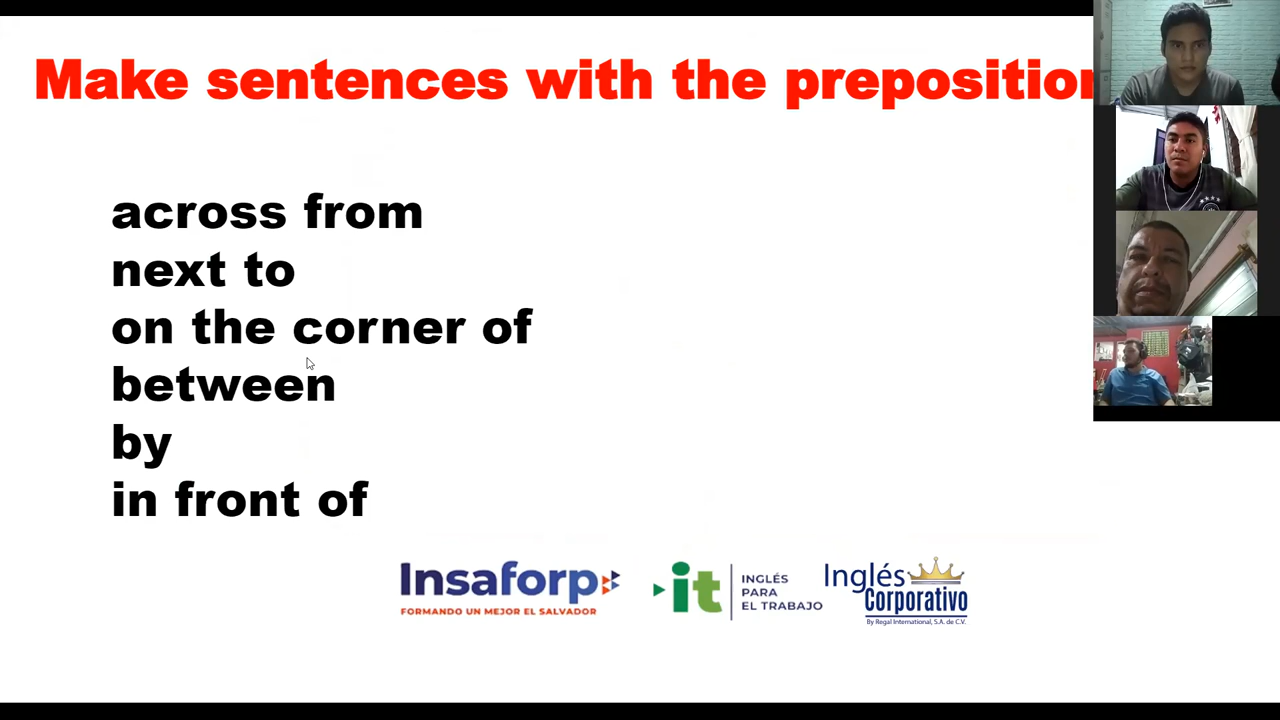 Make sentences with the preposition
across from
next to
on the corner of
between
by
in front of
Insaforp
FORMANDO UN MEJOR EL SALVADOR
it
INGLÉS
PARA
EL TRABAJO
Inglés
Corporativo
By Regal International, S.A. de C.V.